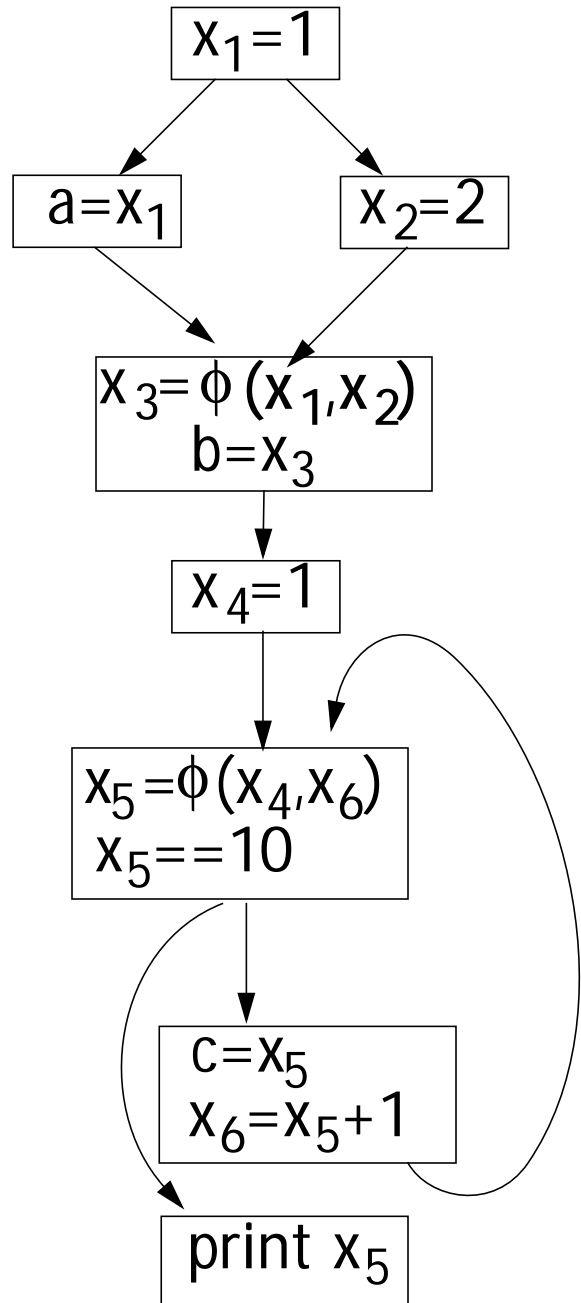 x₁=1
a=x₁
x₂=2
x₃=ϕ(x₁,x₂)
b=x₃
x₄=1
x₅=ϕ(x₄,x₆)
x₅==10
c=x₅
x₆=x₅+1
print x₅